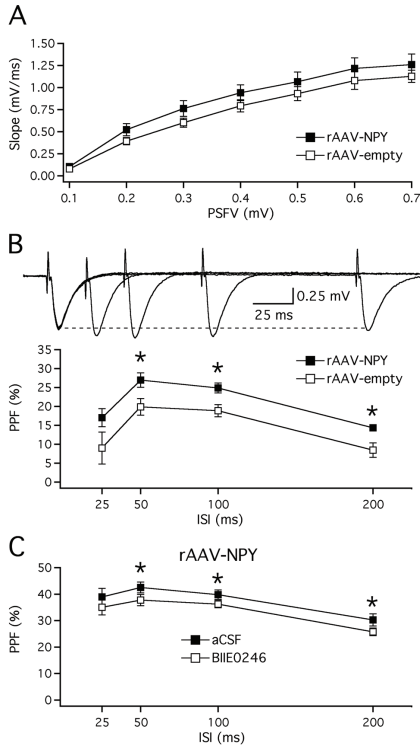 A
Slope (mV/ms)
1.50
1.25
1.00
0.75
0.50
0.25
0.00
rAAV-NPY
rAAV-empty
0.1 0.2 0.3 0.4 0.5 0.6 0.7
PSFV (mV)
B
0.25 mV
25 ms
PPF (%)
35
30
25
20
15
10
5
0
* * *
rAAV-NPY
rAAV-empty
25 50 100 200
ISI (ms)
C
rAAV-NPY
PPF (%)
50
40
30
20
10
0
* * *
aCSF
BIIE0246
25 50 100 200
ISI (ms)